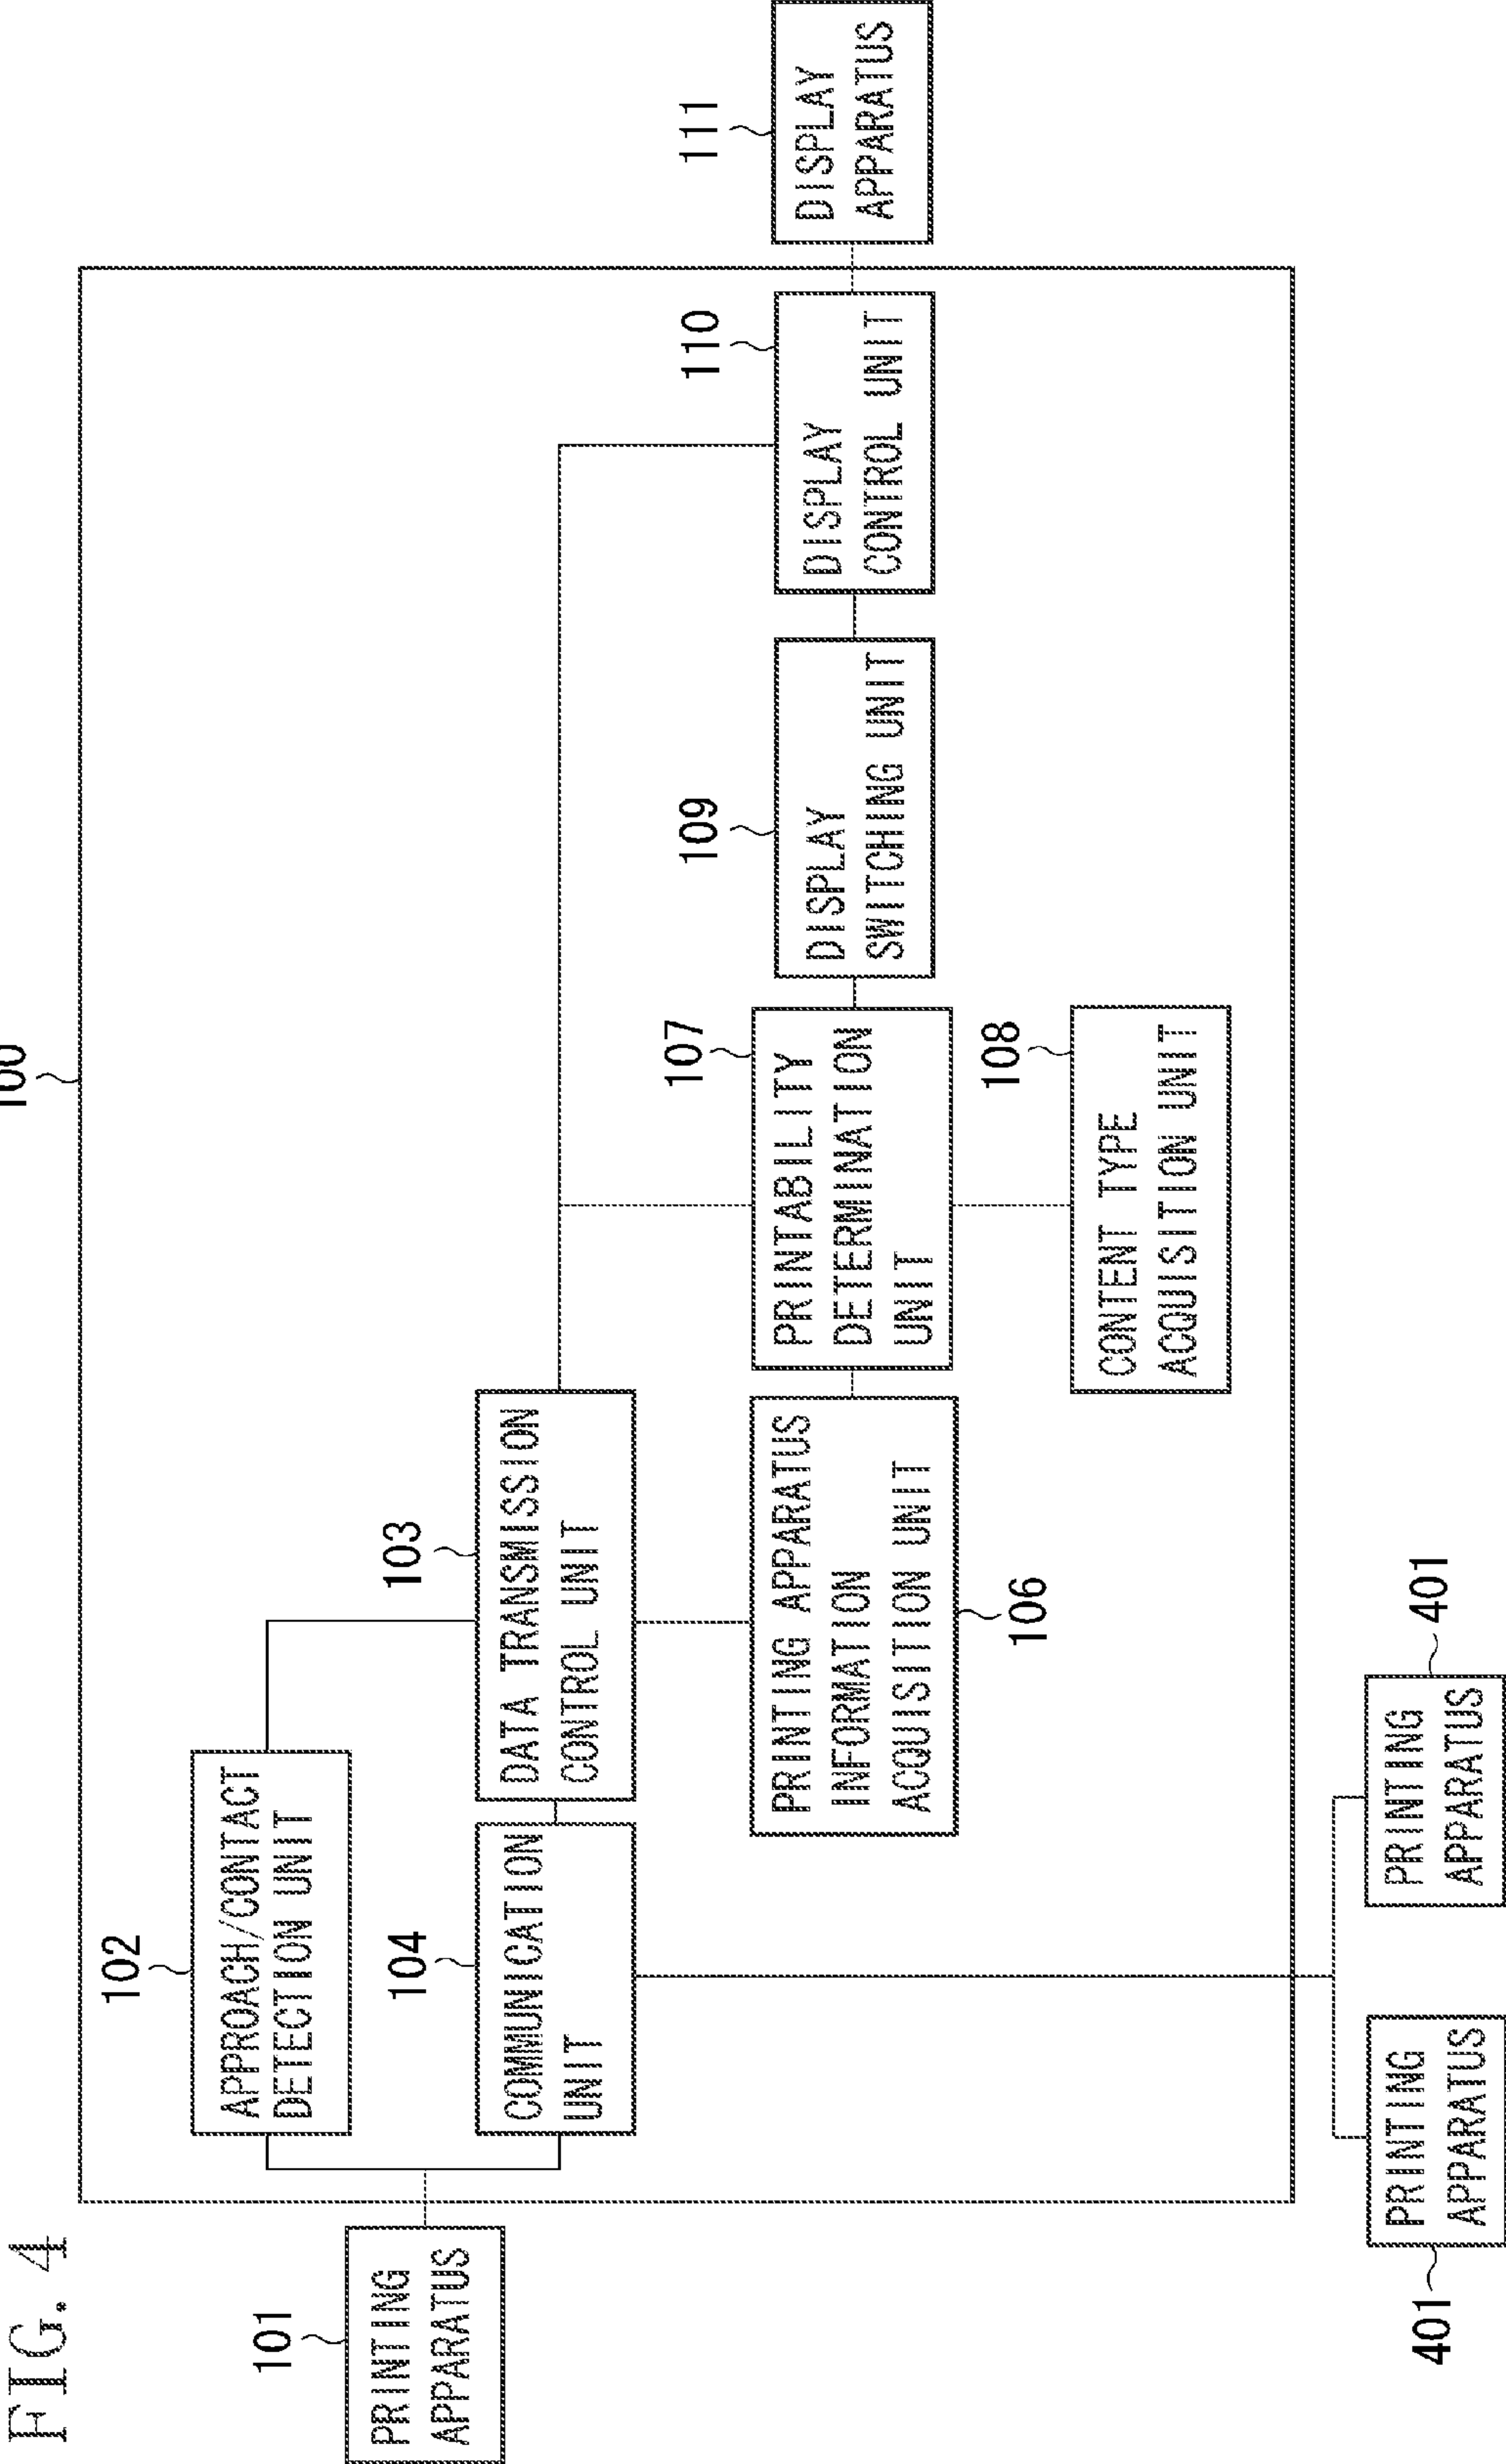 FIG. 4
100
102
APPROACH/CONTACT
DETECTION UNIT
101
PRINTING
APPARATUS
104
COMMUNICATION
UNIT
103
DATA TRANSMISSION
CONTROL UNIT
PRINTING APPARATUS
INFORMATION
ACQUISITION UNIT
106
107
PRINTABILITY
DETERMINATION
UNIT
109
DISPLAY
SWITCHING UNIT
110
DISPLAY
CONTROL UNIT
111
DISPLAY
APPARATUS
108
CONTENT TYPE
ACQUISITION UNIT
401
PRINTING
APPARATUS
401
PRINTING
APPARATUS